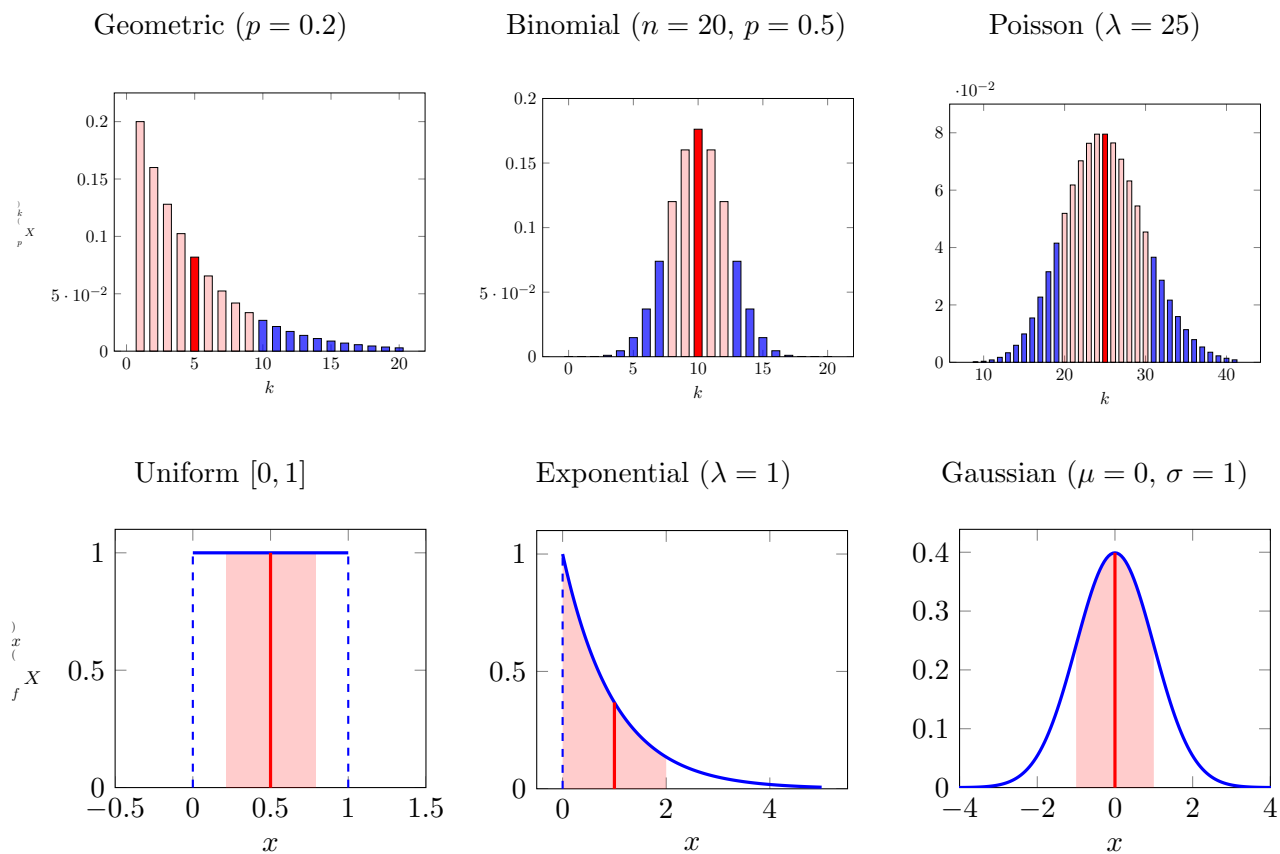 Geometric (p = 0.2)
Binomial (n = 20, p = 0.5)
Poisson (λ = 25)
0.2
0.15
0.1
5 · 10⁻²
0
0 5 10 15 20
k
p
X
(
k
)
0.2
0.15
0.1
5 · 10⁻²
0
0 5 10 15 20
k
·10⁻²
8
6
4
2
0
10 20 30 40
k
Uniform [0, 1]
Exponential (λ = 1)
Gaussian (μ = 0, σ = 1)
1
0.5
0
−0.5 0 0.5 1 1.5
x
f
X
(
x
)
1
0.5
0
0 2 4
x
0.4
0.3
0.2
0.1
0
−4 −2 0 2 4
x